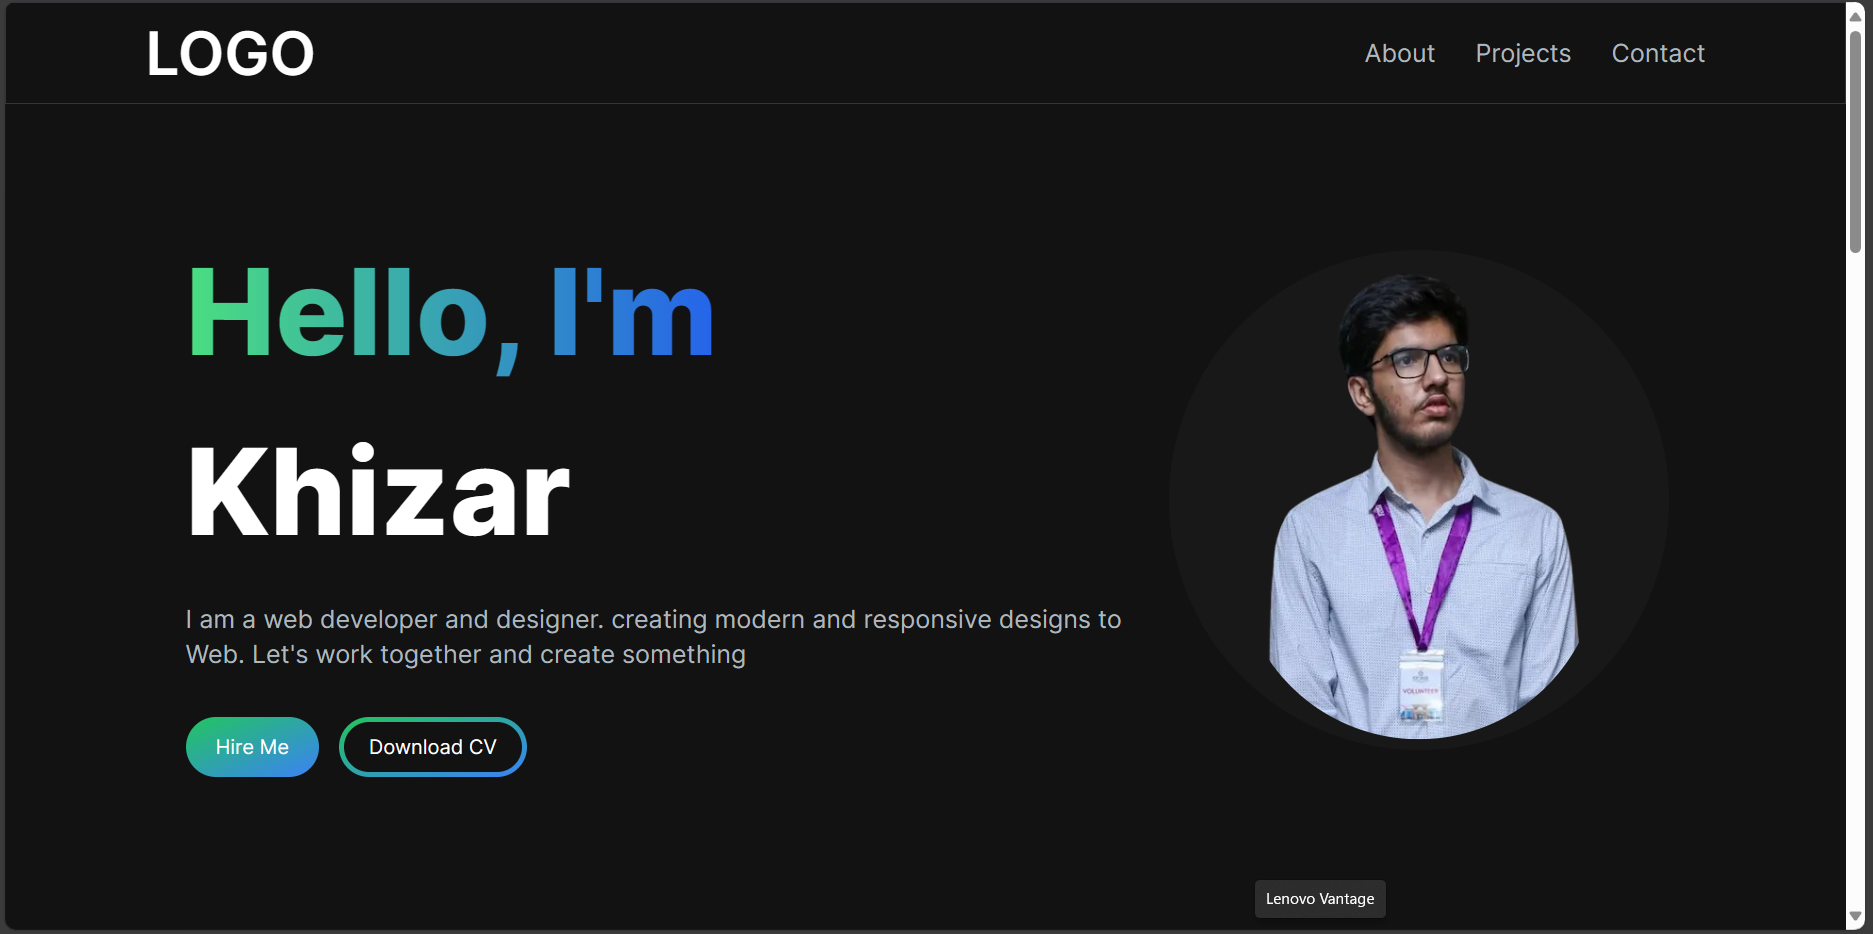 LOGO
About
Projects
Contact
Hello, I'm
Khizar
I am a web developer and designer. creating modern and responsive designs to
Web. Let's work together and create something
Hire Me
Download CV
VOLUNTEER
Lenovo Vantage